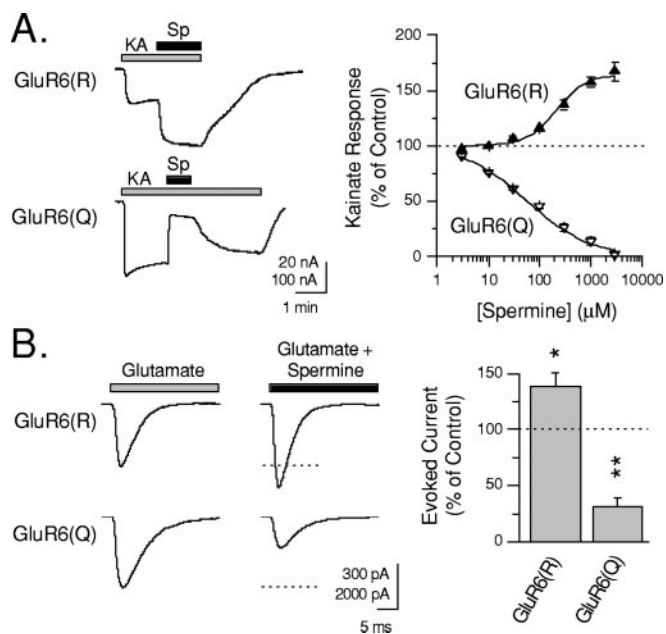 A.
Sp
KA
GluR6(R)
Sp
KA
GluR6(Q)
20 nA
100 nA
1 min
200
150
100
50
0
Kainate Response
(% of Control)
GluR6(R)
GluR6(Q)
1
10
100
1000
10000
[Spermine] (μM)
B.
Glutamate
Glutamate +
Spermine
GluR6(R)
GluR6(Q)
300 pA
2000 pA
5 ms
150
100
50
0
Evoked Current
(% of Control)
*
**
GluR6(R)
GluR6(Q)